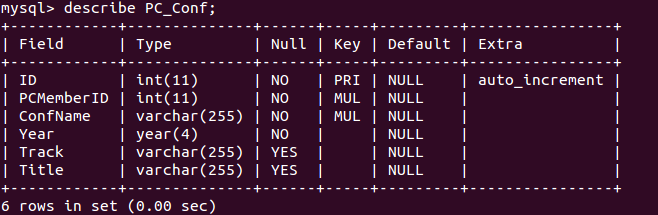 mysql> describe PC_Conf;
+------------+--------------+------+-----+---------+----------------+
| Field      | Type         | Null | Key | Default | Extra          |
+------------+--------------+------+-----+---------+----------------+
| ID         | int(11)      | NO   | PRI | NULL    | auto_increment |
| PCMemberID | int(11)      | NO   | MUL | NULL    |                |
| ConfName   | varchar(255) | NO   | MUL | NULL    |                |
| Year       | year(4)      | NO   |     | NULL    |                |
| Track      | varchar(255) | YES  |     | NULL    |                |
| Title      | varchar(255) | YES  |     | NULL    |                |
+------------+--------------+------+-----+---------+----------------+
6 rows in set (0.00 sec)